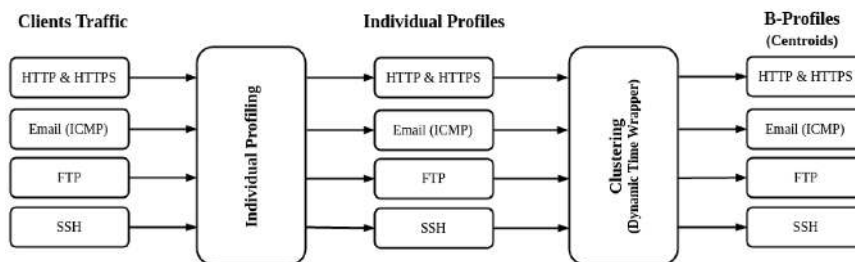 Clients Traffic
Individual Profiles
B-Profiles
(Centroids)
HTTP & HTTPS
Email (ICMP)
FTP
SSH
Individual Profiling
HTTP & HTTPS
Email (ICMP)
FTP
SSH
Clustering
(Dynamic Time Wrapper)
HTTP & HTTPS
Email (ICMP)
FTP
SSH